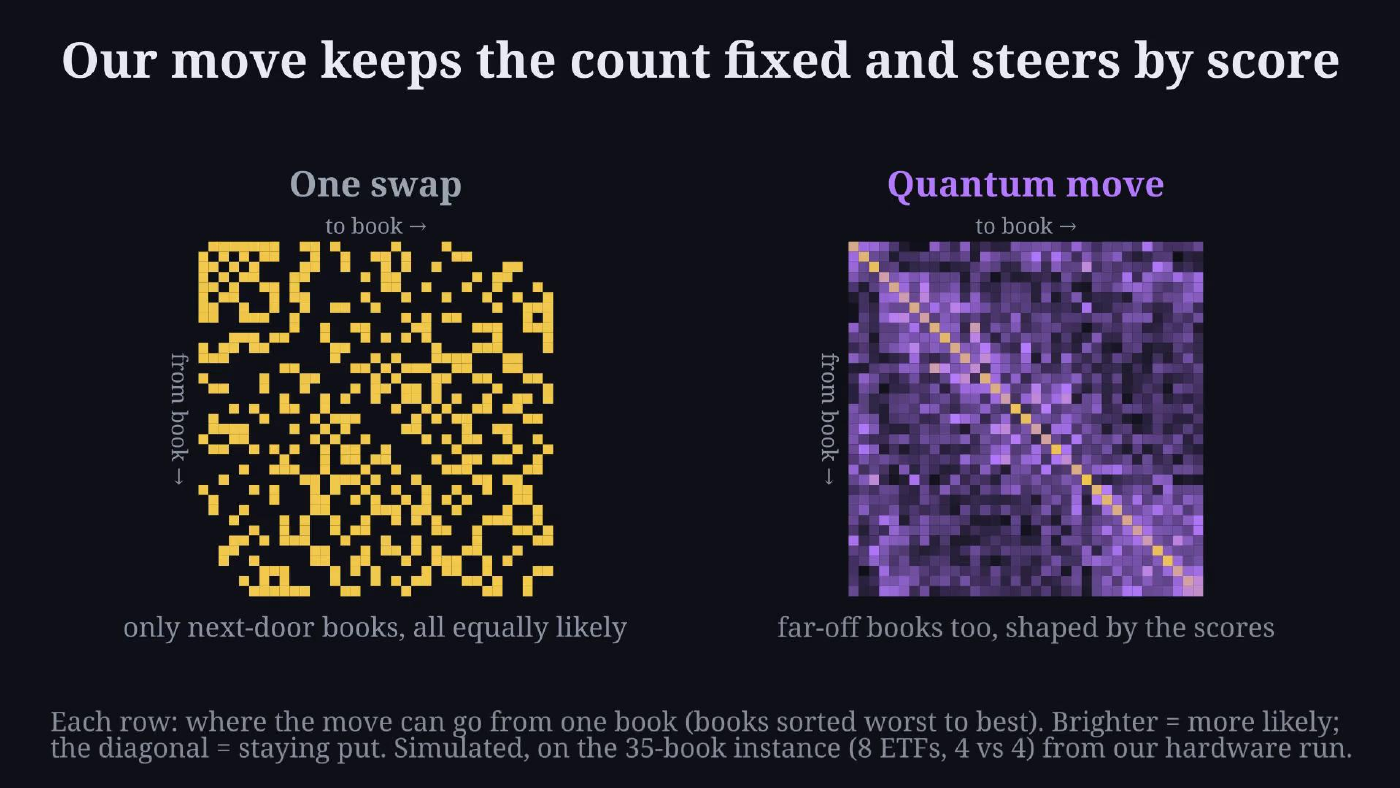 Our move keeps the count fixed and steers by score
One swap
to book →
from book →
only next-door books, all equally likely
Quantum move
to book →
from book →
far-off books too, shaped by the scores
Each row: where the move can go from one book (books sorted worst to best). Brighter = more likely;
the diagonal = staying put. Simulated, on the 35-book instance (8 ETFs, 4 vs 4) from our hardware run.